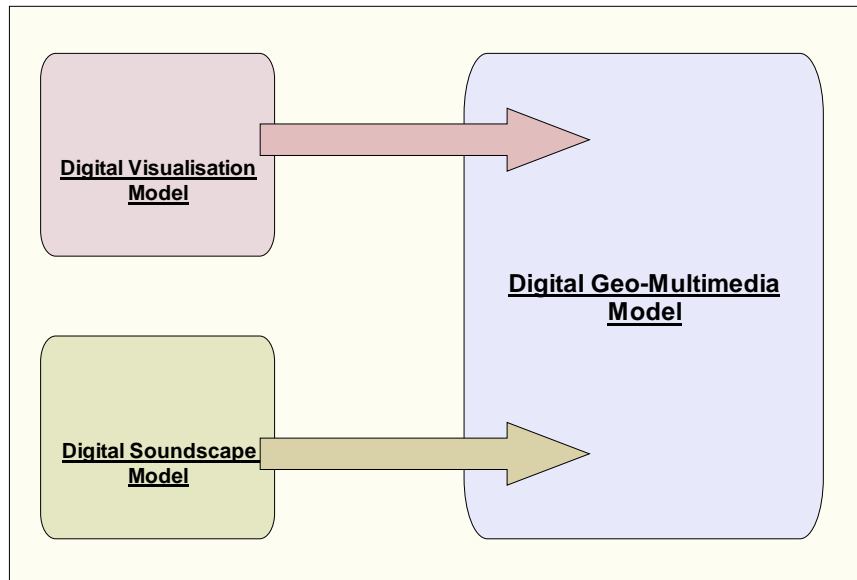 Digital Visualisation
Model
Digital Geo-Multimedia
Model
Digital Soundscape
Model